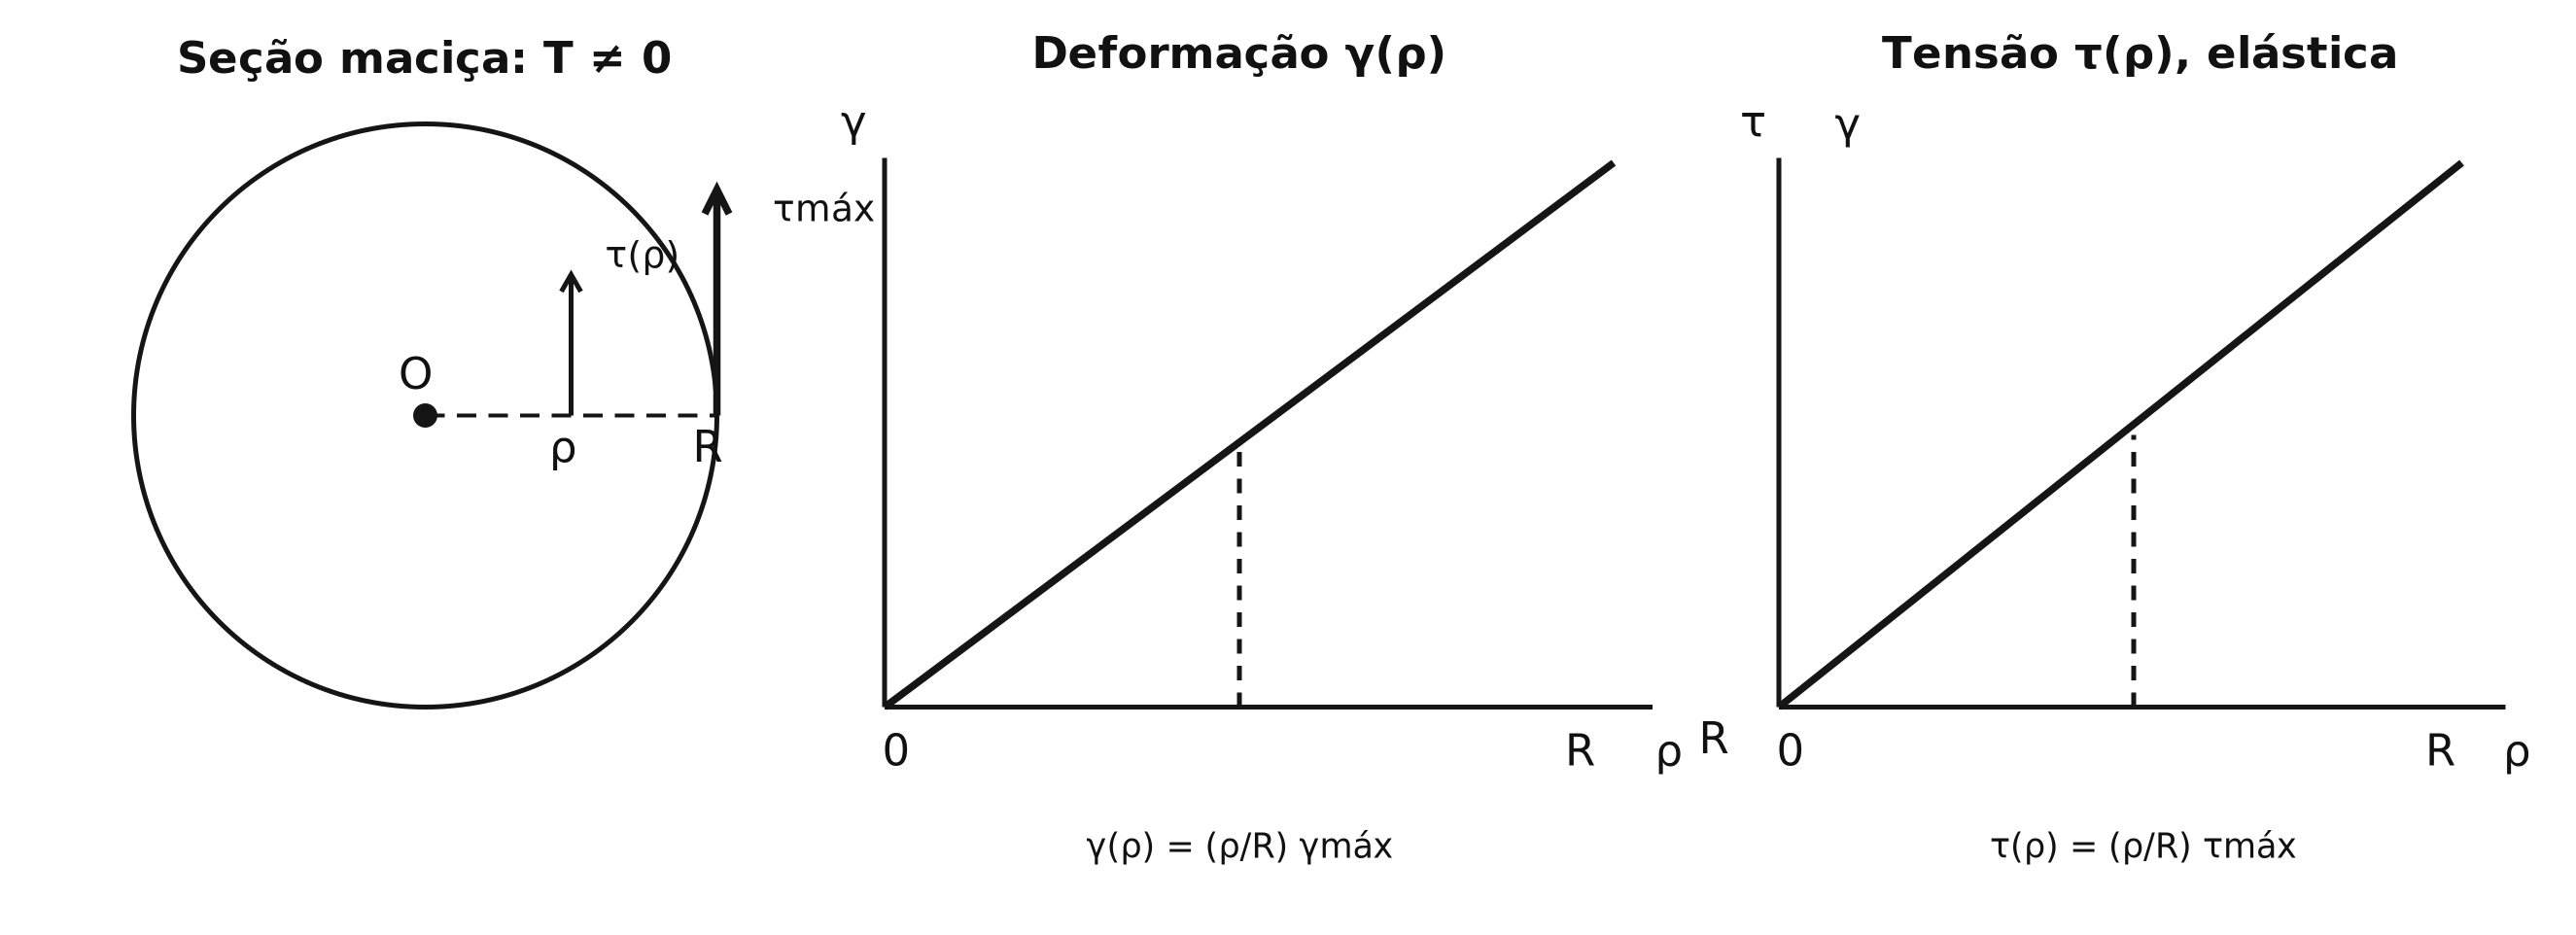 Seção maciça: T ≠ 0
τmáx
τ(ρ)
O
ρ
R
Deformação γ(ρ)
γ
0
R
ρ
R
γ(ρ) = (ρ/R) γmáx
Tensão τ(ρ), elástica
τ
γ
0
R
ρ
τ(ρ) = (ρ/R) τmáx